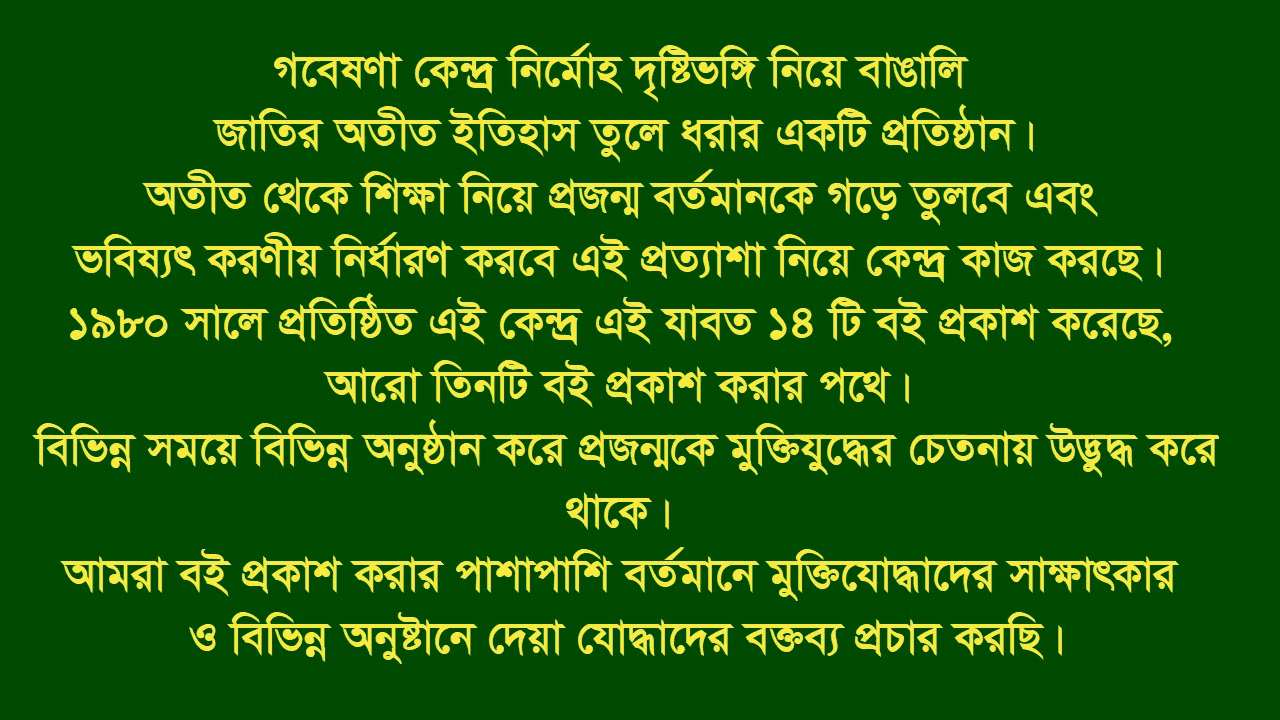 গবেষণা কেন্দ্র নির্মোহ দৃষ্টিভঙ্গি নিয়ে বাঙালি
জাতির অতীত ইতিহাস তুলে ধরার একটি প্রতিষ্ঠান।
অতীত থেকে শিক্ষা নিয়ে প্রজন্ম বর্তমানকে গড়ে তুলবে এবং
ভবিষ্যৎ করণীয় নির্ধারণ করবে এই প্রত্যাশা নিয়ে কেন্দ্র কাজ করছে।
১৯৮০ সালে প্রতিষ্ঠিত এই কেন্দ্র এই যাবত ১৪ টি বই প্রকাশ করেছে,
আরো তিনটি বই প্রকাশ করার পথে।
বিভিন্ন সময়ে বিভিন্ন অনুষ্ঠান করে প্রজন্মকে মুক্তিযুদ্ধের চেতনায় উদ্ভুদ্ধ করে
থাকে।
আমরা বই প্রকাশ করার পাশাপাশি বর্তমানে মুক্তিযোদ্ধাদের সাক্ষাৎকার
ও বিভিন্ন অনুষ্টানে দেয়া যোদ্ধাদের বক্তব্য প্রচার করছি।